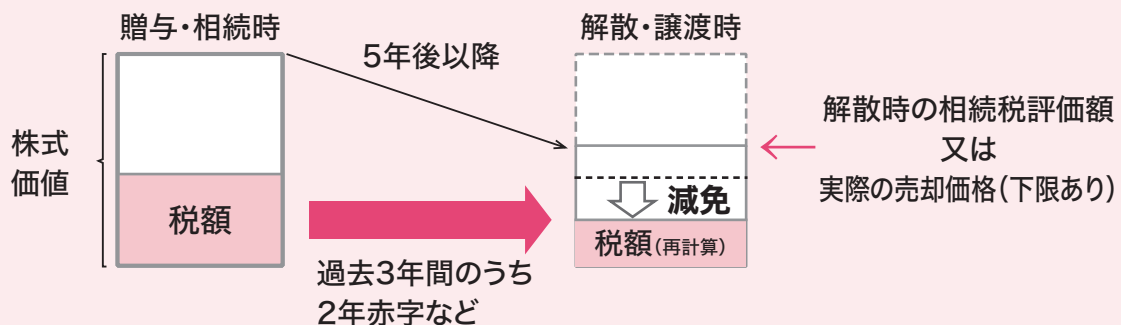 贈与・相続時
株式
価値
税額
5年後以降
過去3年間のうち
2年赤字など
解散・譲渡時
減免
税額(再計算)
解散時の相続税評価額
又は
実際の売却価格(下限あり)